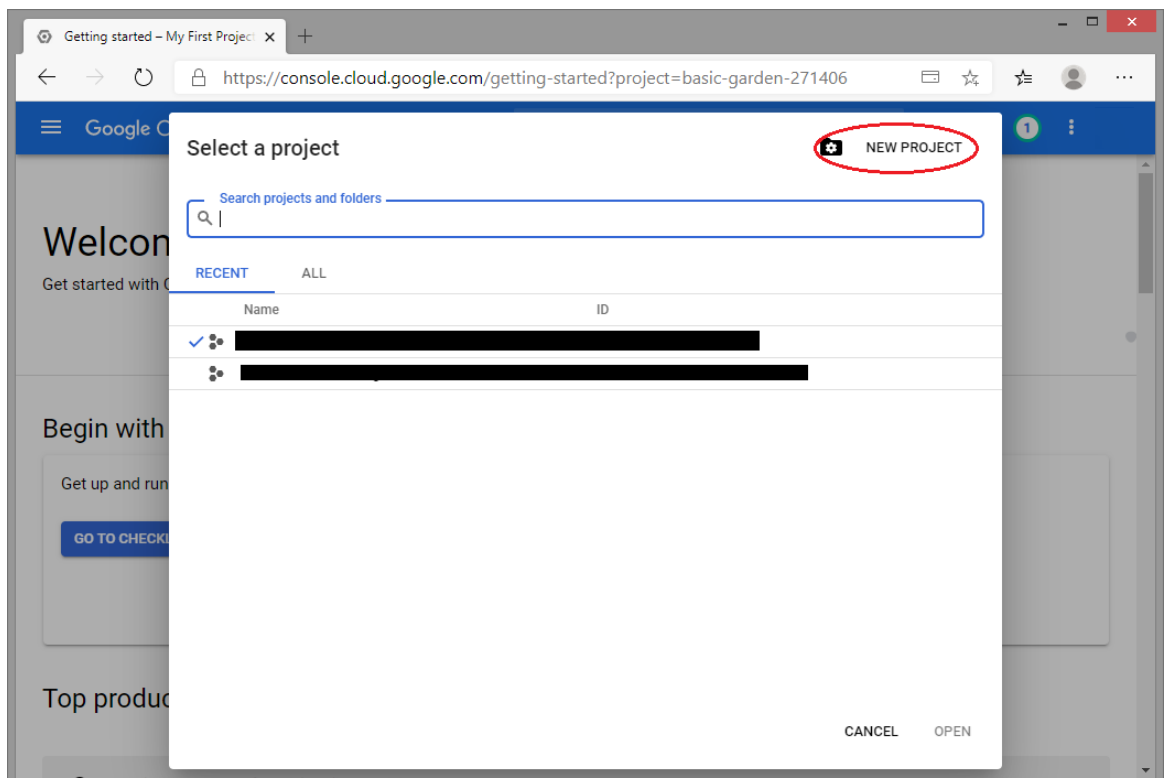 Getting started – My First Project
https://console.cloud.google.com/getting-started?project=basic-garden-271406
Google C
1
Select a project
NEW PROJECT
Search projects and folders
Welcom
Get started with
RECENT ALL
Name ID
Begin with
Get up and run
GO TO CHECKL
Top produc
CANCEL OPEN